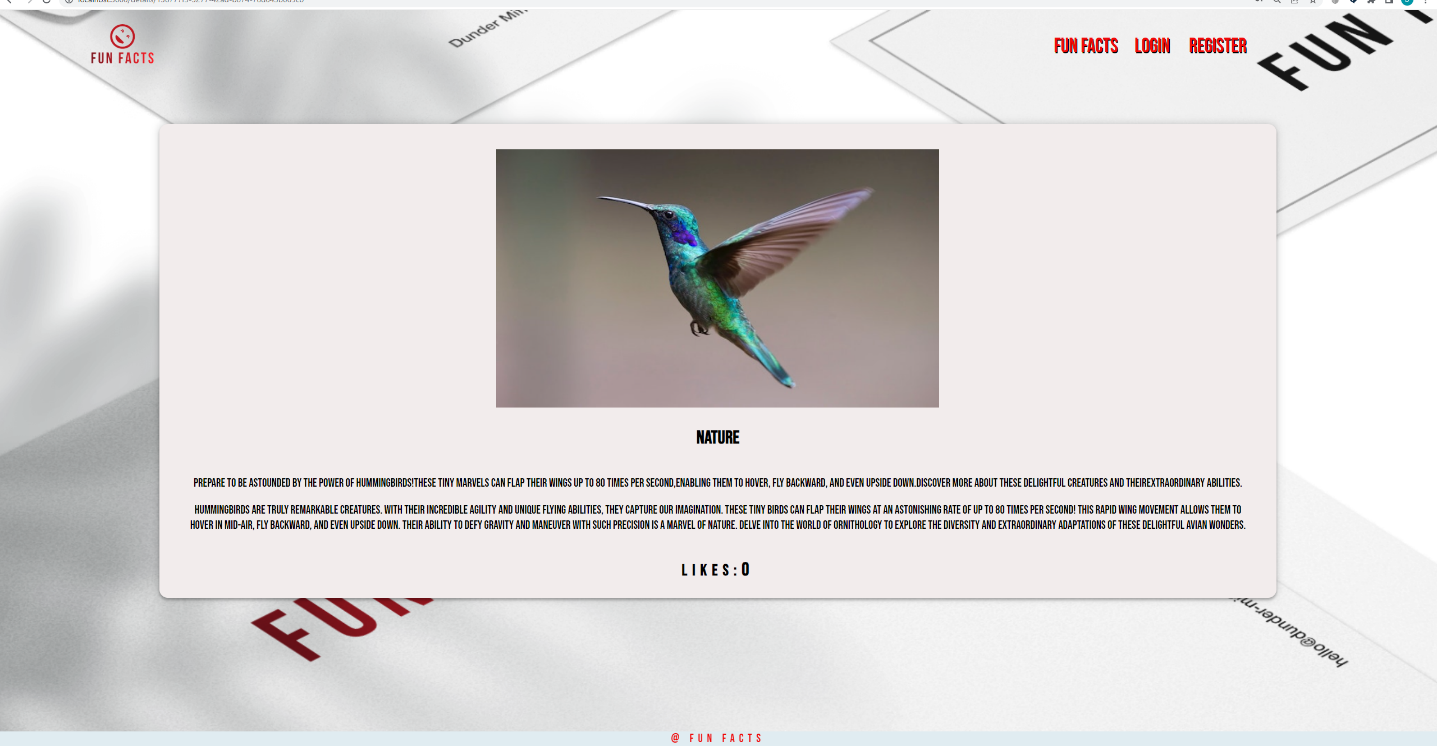 Dunder Mi
FUN FACTS
FUN FACTS LOGIN REGISTER
FUN
NATURE
PREPARE TO BE ASTOUNDED BY THE POWER OF HUMMINGBIRDS!THESE TINY MARVELS CAN FLAP THEIR WINGS UP TO 80 TIMES PER SECOND,ENABLING THEM TO HOVER, FLY BACKWARD, AND EVEN UPSIDE DOWN.DISCOVER MORE ABOUT THESE DELIGHTFUL CREATURES AND THEIREXTRAORDINARY ABILITIES.
HUMMINGBIRDS ARE TRULY REMARKABLE CREATURES. WITH THEIR INCREDIBLE AGILITY AND UNIQUE FLYING ABILITIES, THEY CAPTURE OUR IMAGINATION. THESE TINY BIRDS CAN FLAP THEIR WINGS AT AN ASTONISHING RATE OF UP TO 80 TIMES PER SECOND! THIS RAPID WING MOVEMENT ALLOWS THEM TO
HOVER IN MID-AIR, FLY BACKWARD, AND EVEN UPSIDE DOWN. THEIR ABILITY TO DEFY GRAVITY AND MANEUVER WITH SUCH PRECISION IS A MARVEL OF NATURE. DELVE INTO THE WORLD OF ORNITHOLOGY TO EXPLORE THE DIVERSITY AND EXTRAORDINARY ADAPTATIONS OF THESE DELIGHTFUL AVIAN WONDERS.
LIKES:0
FUN
hello@dunder-mi
@ FUN FACTS